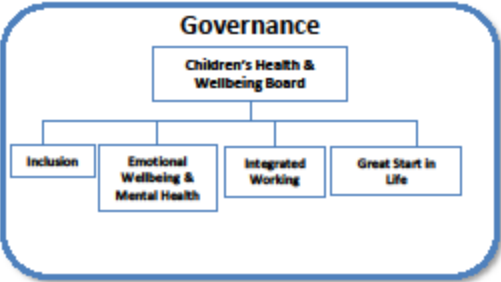 Governance
Children's Health &
Wellbeing Board
Inclusion
Emotional
Wellbeing &
Mental Health
Integrated
Working
Great Start in
Life